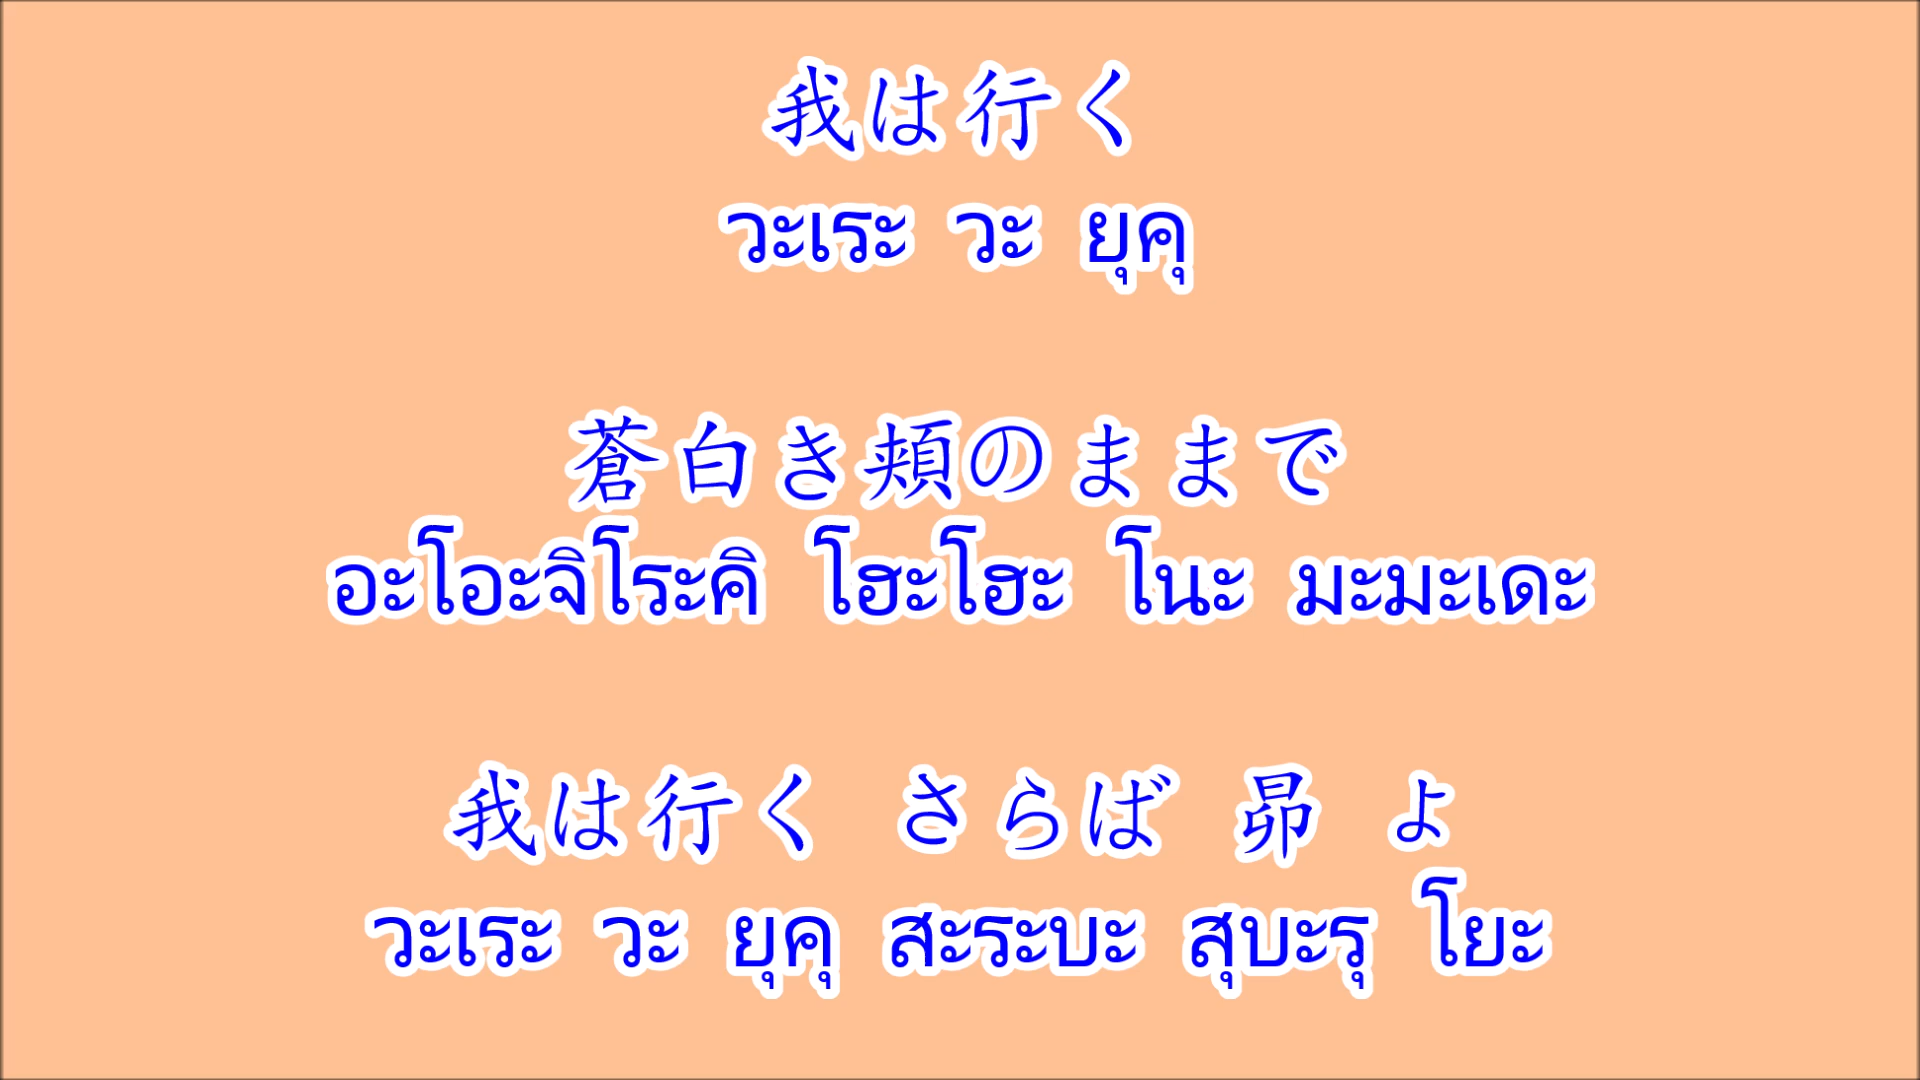 我は行く
วะเระ วะ ยุคุ
蒼白き頬のままで
อะโอะจิโระคิ โฮะโฮะ โนะ มะมะเดะ
我は行く さらば 昴 ょ
วะเระ วะ ยุคุ สะระบะ สุบะรุ โยะ